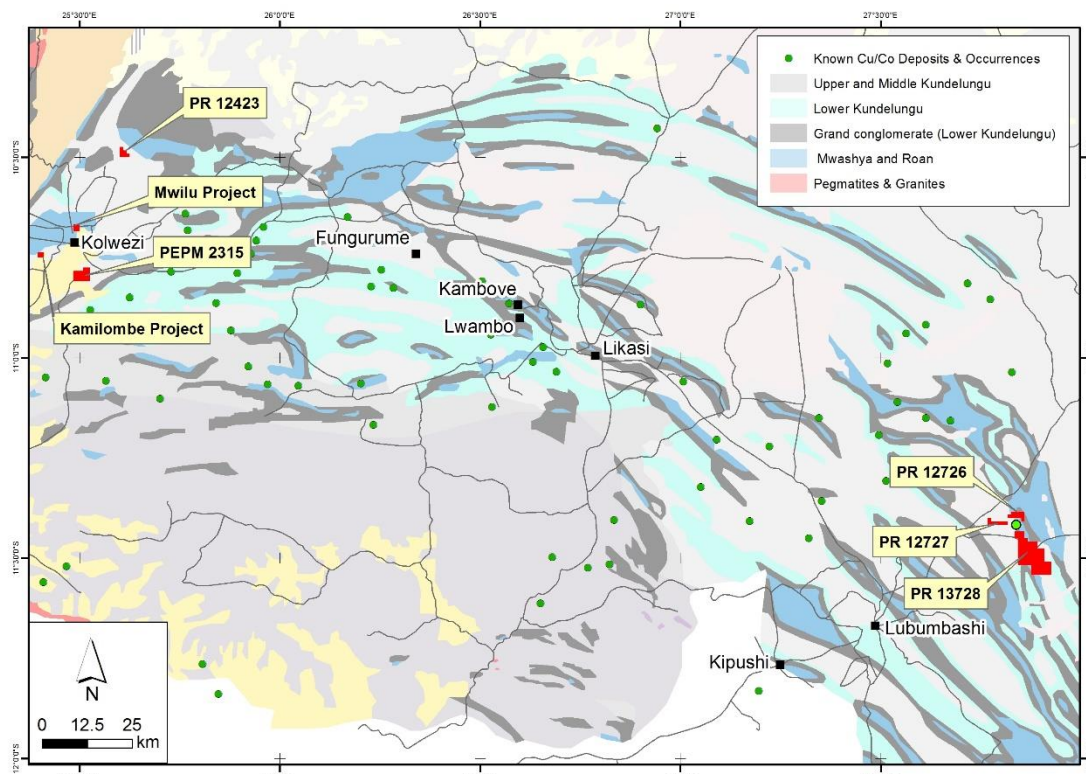 25°30'0"E
26°0'0"E
26°30'0"E
27°0'0"E
27°30'0"E
Known Cu/Co Deposits & Occurrences
Upper and Middle Kundelungu
Lower Kundelungu
Grand conglomerate (Lower Kundelungu)
Mwashya and Roan
Pegmatites & Granites
PR 12423
10°30'0"S
Mwilu Project
Kolwezi
Fungurume
PEPM 2315
Kambove
Lwambo
Kamilombe Project
Likasi
11°0'0"S
PR 12726
PR 12727
11°30'0"S
PR 13728
Lubumbashi
Kipushi
N
0 12.5 25
km
12°0'0"S